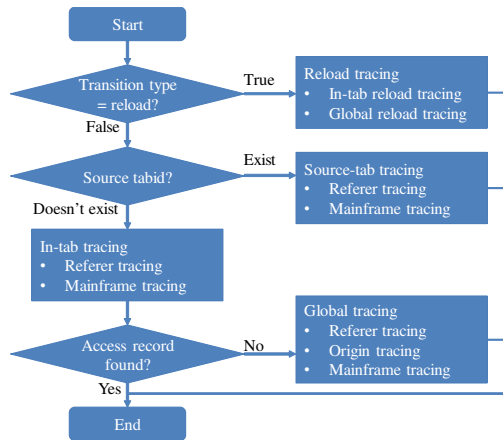 Start
Transition type
= reload?
True
Reload tracing
• In-tab reload tracing
• Global reload tracing
False
Source tabid?
Exist
Source-tab tracing
• Referer tracing
• Mainframe tracing
Doesn't exist
In-tab tracing
• Referer tracing
• Mainframe tracing
Access record
found?
No
Global tracing
• Referer tracing
• Origin tracing
• Mainframe tracing
Yes
End